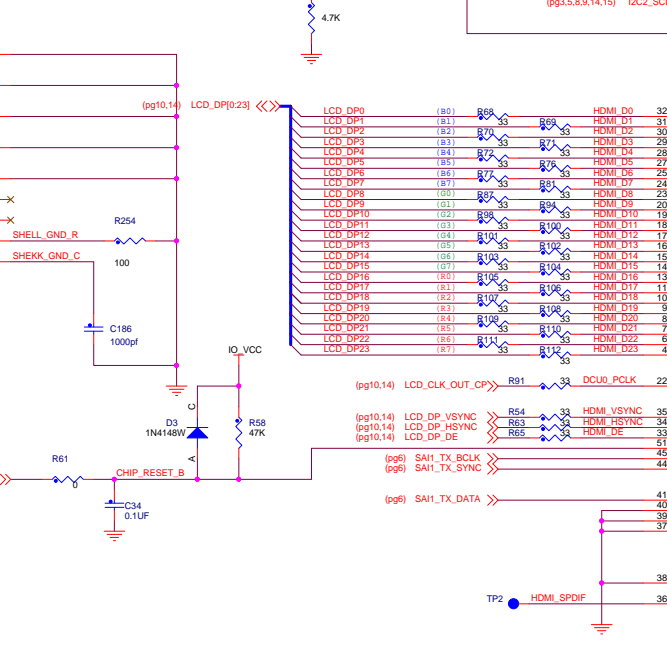 (pg3,5,8,9,14,15) I2C2_SCL
4.7K
(pg10,14) LCD_DP[0:23]
LCD_DP0 (B0) R68 33 HDMI_D0 32
LCD_DP1 (B1) R69 33 HDMI_D1 31
LCD_DP2 (B2) R70 33 HDMI_D2 30
LCD_DP3 (B3) R71 33 HDMI_D3 29
LCD_DP4 (B4) R72 33 HDMI_D4 28
LCD_DP5 (B5) R76 33 HDMI_D5 27
LCD_DP6 (B6) R77 33 HDMI_D6 25
LCD_DP7 (B7) R81 33 HDMI_D7 24
LCD_DP8 (G0) R87 33 HDMI_D8 23
LCD_DP9 (G1) R94 33 HDMI_D9 20
LCD_DP10 (G2) R98 33 HDMI_D10 19
LCD_DP11 (G3) R100 33 HDMI_D11 18
LCD_DP12 (G4) R101 33 HDMI_D12 17
LCD_DP13 (G5) R102 33 HDMI_D13 16
LCD_DP14 (G6) R103 33 HDMI_D14 15
LCD_DP15 (G7) R104 33 HDMI_D15 14
LCD_DP16 (R0) R105 33 HDMI_D16 13
LCD_DP17 (R1) R106 33 HDMI_D17 11
LCD_DP18 (R2) R107 33 HDMI_D18 10
LCD_DP19 (R3) R108 33 HDMI_D19 9
LCD_DP20 (R4) R109 33 HDMI_D20 8
LCD_DP21 (R5) R110 33 HDMI_D21 7
LCD_DP22 (R6) R111 33 HDMI_D22 6
LCD_DP23 (R7) R112 33 HDMI_D23 4
R254
SHELL_GND_R
SHEKK_GND_C
100
C186
1000pf
IO_VCC
(pg10,14) LCD_CLK_OUT_CP R91 33 DCU0_PCLK 22
C
D3
1N4148W
R58
47K
A
(pg10,14) LCD_DP_VSYNC R54 33 HDMI_VSYNC 35
(pg10,14) LCD_DP_HSYNC R63 33 HDMI_HSYNC 34
(pg10,14) LCD_DP_DE R65 33 HDMI_DE 33
51
(pg6) SAI1_TX_BCLK 45
(pg6) SAI1_TX_SYNC 44
R61
0
CHIP_RESET_B
C34
0.1UF
(pg6) SAI1_TX_DATA 41
40
39
37
38
TP2 HDMI_SPDIF 36